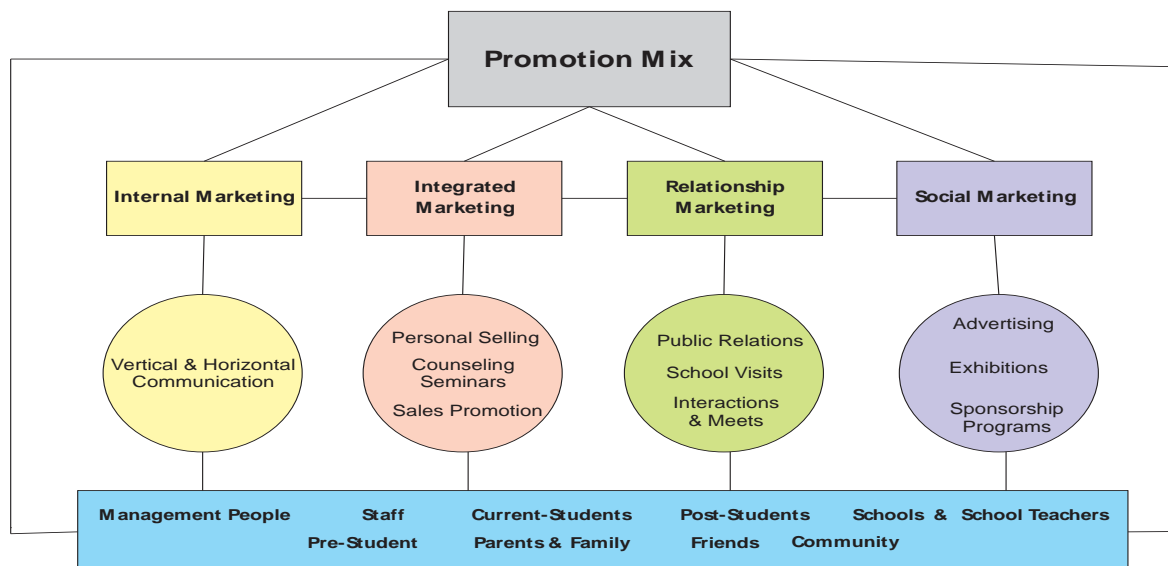 Promotion Mix
Internal Marketing
Integrated
Marketing
Relationship
Marketing
Social Marketing
Vertical & Horizontal
Communication
Personal Selling
Counseling
Seminars
Sales Promotion
Public Relations
School Visits
Interactions
& Meets
Advertising
Exhibitions
Sponsorship
Programs
Management People Staff Current-Students Post-Students Schools & School Teachers
Pre-Student Parents & Family Friends Community